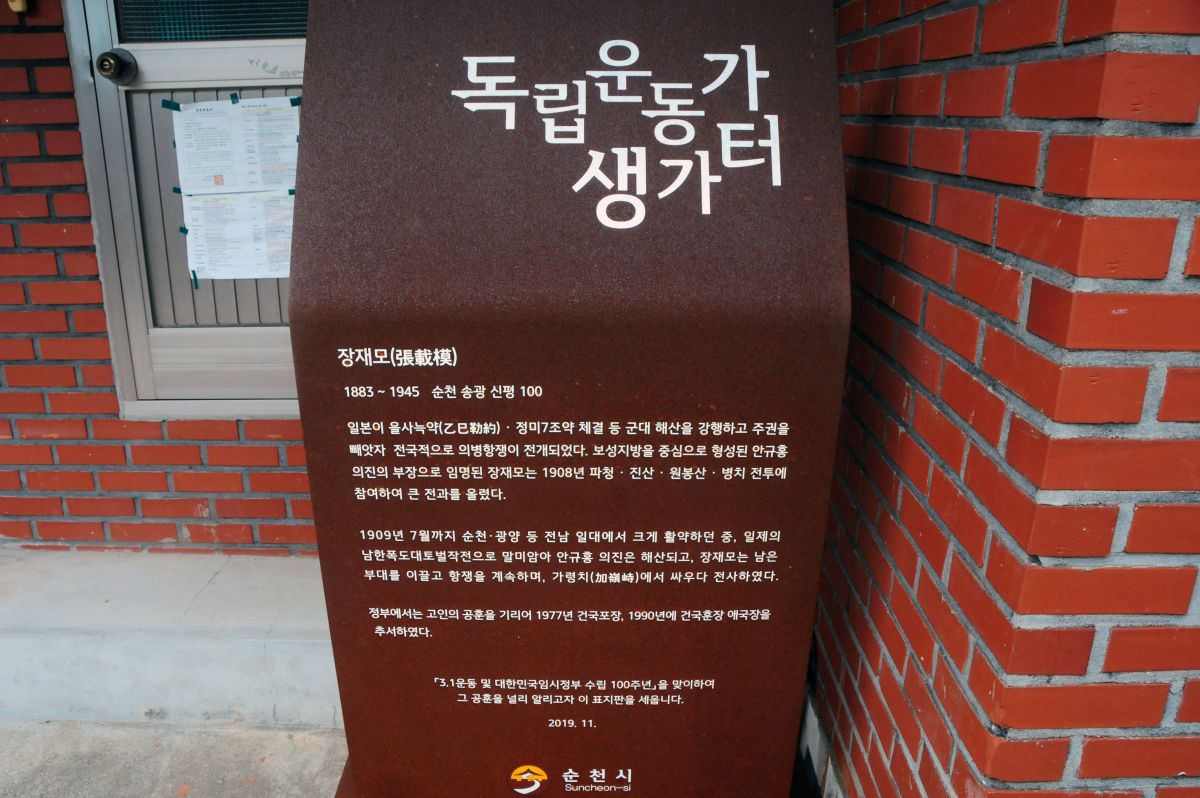 독립운동가
생가터
장재모(張載模)
1883 ~ 1945 순천 송광 신평 100
일본이 을사늑약(乙巳勒約) · 정미7조약 체결 등 군대 해산을 강행하고 주권을
빼앗자 전국적으로 의병항쟁이 전개되었다. 보성지방을 중심으로 형성된 안규홍
의진의 부장으로 임명된 장재모는 1908년 파청 · 진산 · 원봉산 · 병치 전투에
참여하여 큰 전과를 올렸다.
1909년 7월까지 순천·광양 등 전남 일대에서 크게 활약하던 중, 일제의
남한폭도대토벌작전으로 말미암아 안규홍 의진은 해산되고, 장재모는 남은
부대를 이끌고 항쟁을 계속하며, 가령치(加嶺峙)에서 싸우다 전사하였다.
정부에서는 고인의 공훈을 기리어 1977년 건국포장, 1990년에 건국훈장 애국장을
추서하였다.
「3.1운동 및 대한민국임시정부 수립 100주년」을 맞이하여
그 공훈을 널리 알리고자 이 표지판을 세웁니다.
2019. 11.
순천시
Suncheon-si